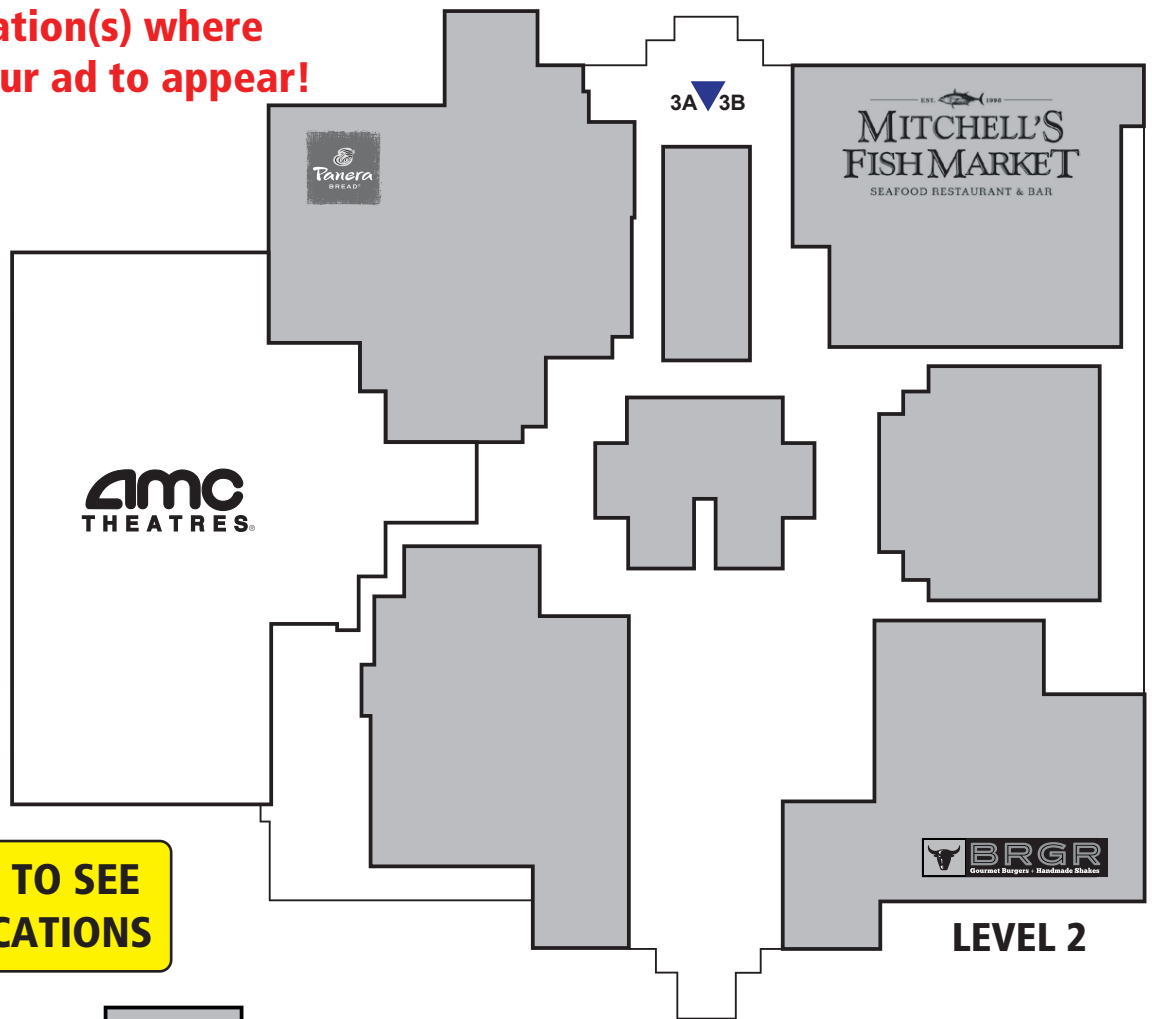 ation(s) where
ur ad to appear!
3A 3B
EST. 1998
MITCHELL'S
FISH MARKET
SEAFOOD RESTAURANT & BAR
Panera
BREAD®
amc
THEATRES®
BRGR
Gourmet Burgers + Handmade Shakes
TO SEE
CATIONS
LEVEL 2